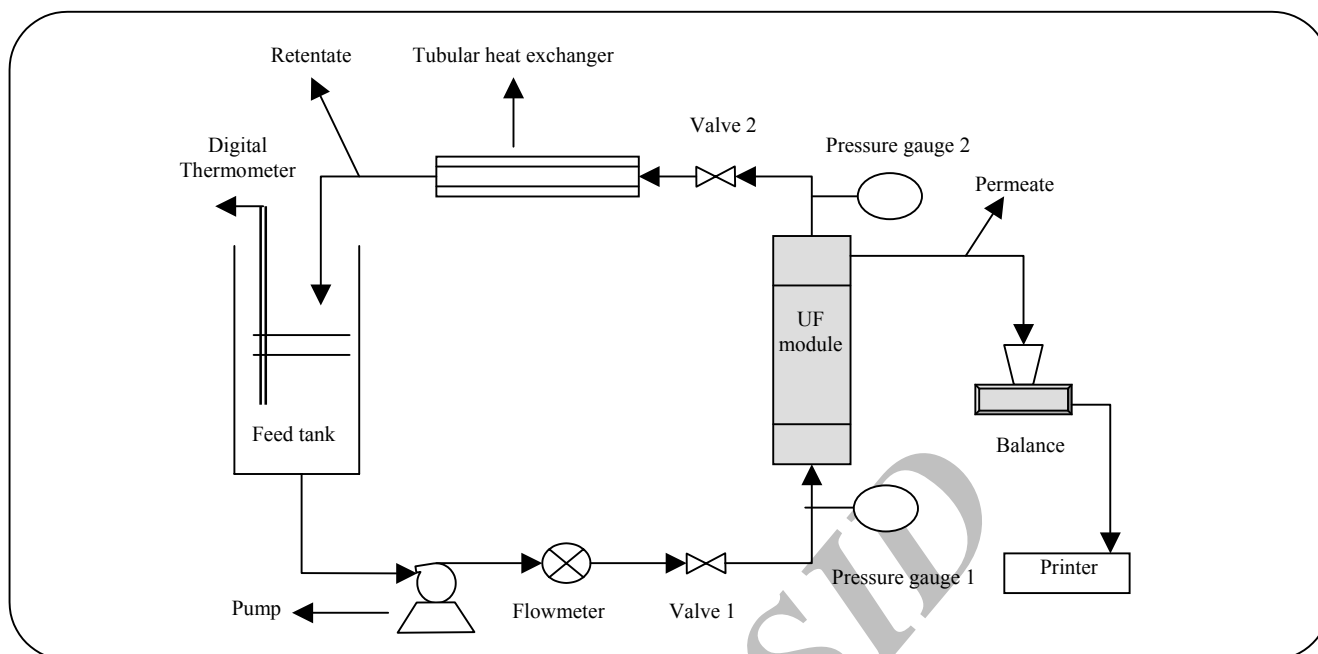 Retentate
Tubular heat exchanger
Digital
Thermometer
Valve 2
Pressure gauge 2
Permeate
UF
module
Feed tank
Balance
Pump
Flowmeter
Valve 1
Pressure gauge 1
Printer
SID